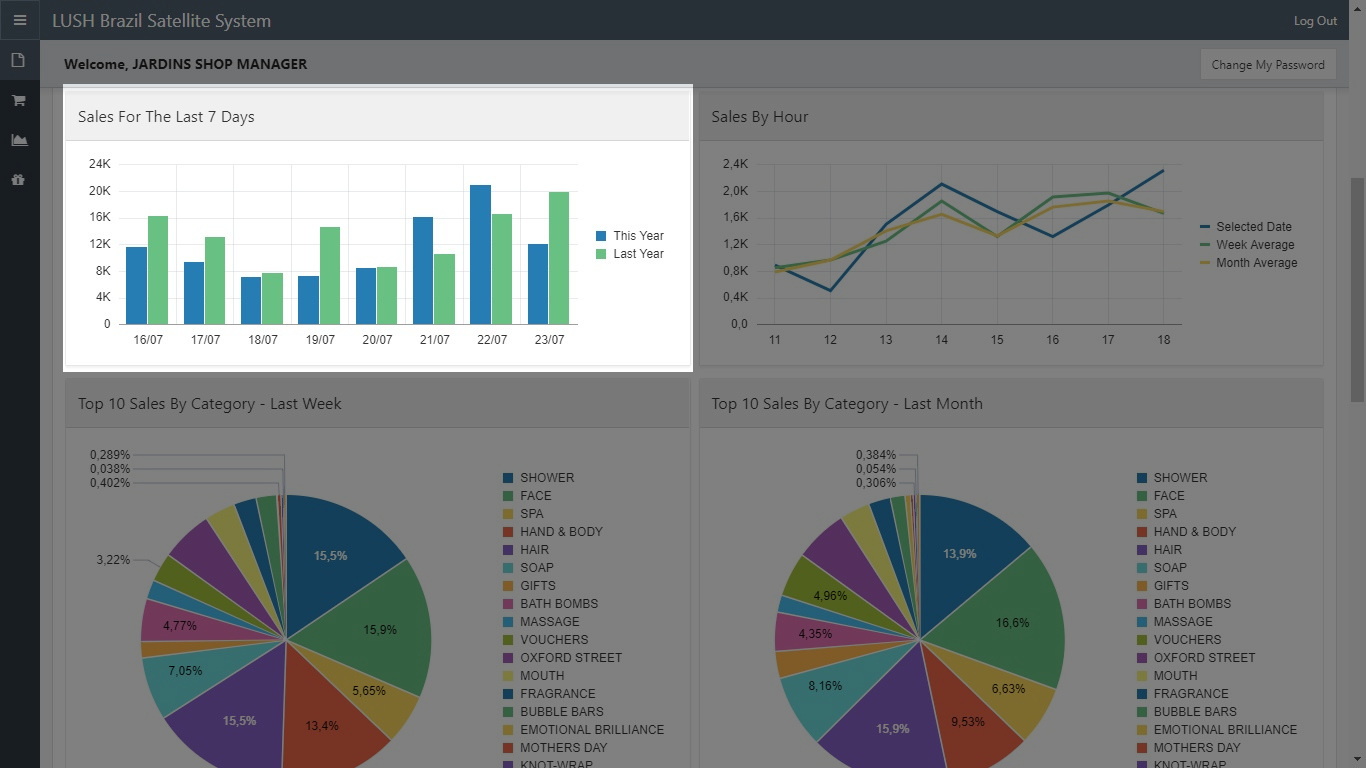 LUSH Brazil Satellite System
Log Out
Welcome, JARDINS SHOP MANAGER
Change My Password
Sales For The Last 7 Days
24K
20K
16K
12K
8K
4K
0
16/07 17/07 18/07 19/07 20/07 21/07 22/07 23/07
This Year
Last Year
Sales By Hour
2,4K
2,0K
1,6K
1,2K
0,8K
0,4K
0,0
11 12 13 14 15 16 17 18
Selected Date
Week Average
Month Average
Top 10 Sales By Category - Last Week
0,289%
0,038%
0,402%
3,22%
4,77%
7,05%
15,5%
13,4%
5,65%
15,9%
15,5%
SHOWER
FACE
SPA
HAND & BODY
HAIR
SOAP
GIFTS
BATH BOMBS
MASSAGE
VOUCHERS
OXFORD STREET
MOUTH
FRAGRANCE
BUBBLE BARS
EMOTIONAL BRILLIANCE
MOTHERS DAY
KNOT-WRAP
Top 10 Sales By Category - Last Month
0,384%
0,054%
0,306%
4,96%
4,35%
8,16%
15,9%
9,53%
6,63%
16,6%
13,9%
SHOWER
FACE
SPA
HAND & BODY
HAIR
SOAP
GIFTS
BATH BOMBS
MASSAGE
VOUCHERS
OXFORD STREET
MOUTH
FRAGRANCE
BUBBLE BARS
EMOTIONAL BRILLIANCE
MOTHERS DAY
KNOT-WRAP